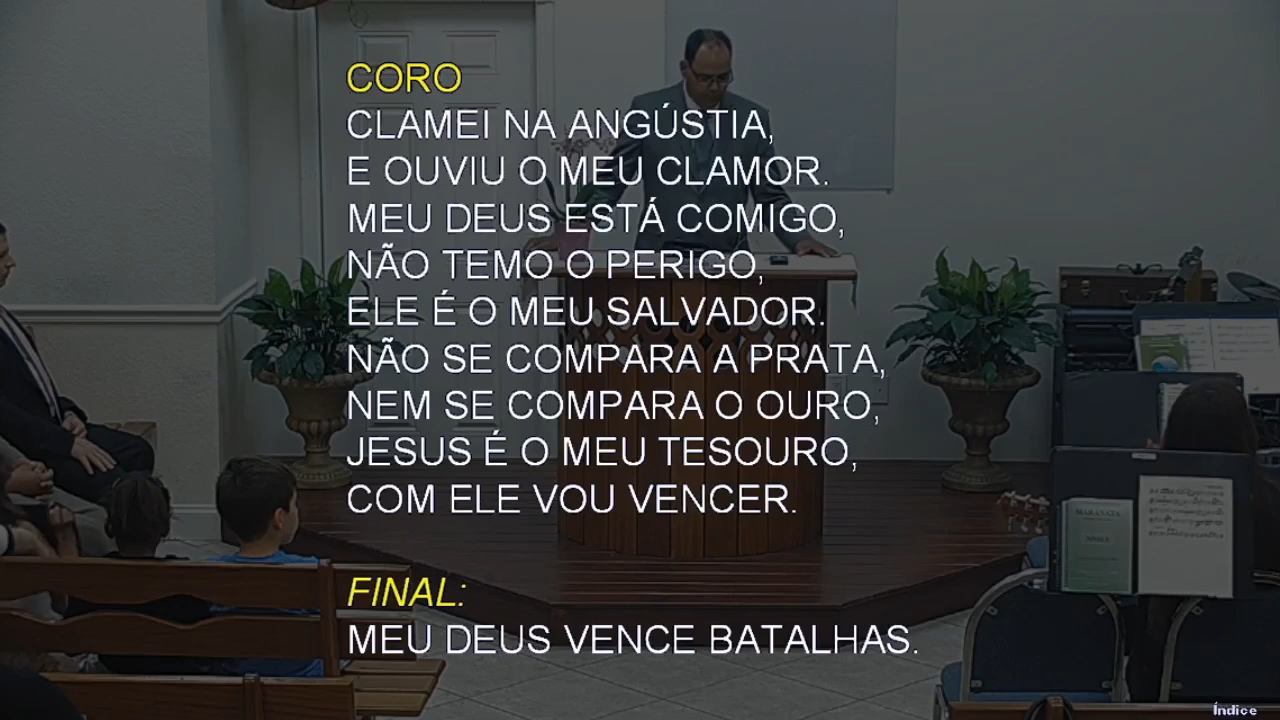 CORO
CLAMEI NA ANGÚSTIA,
E OUVIU O MEU CLAMOR.
MEU DEUS ESTÁ COMIGO,
NÃO TEMO O PERIGO,
ELE É O MEU SALVADOR.
NÃO SE COMPARA A PRATA,
NEM SE COMPARA O OURO,
JESUS É O MEU TESOURO,
COM ELE VOU VENCER.
FINAL:
MEU DEUS VENCE BATALHAS.
MARANATA
Índice